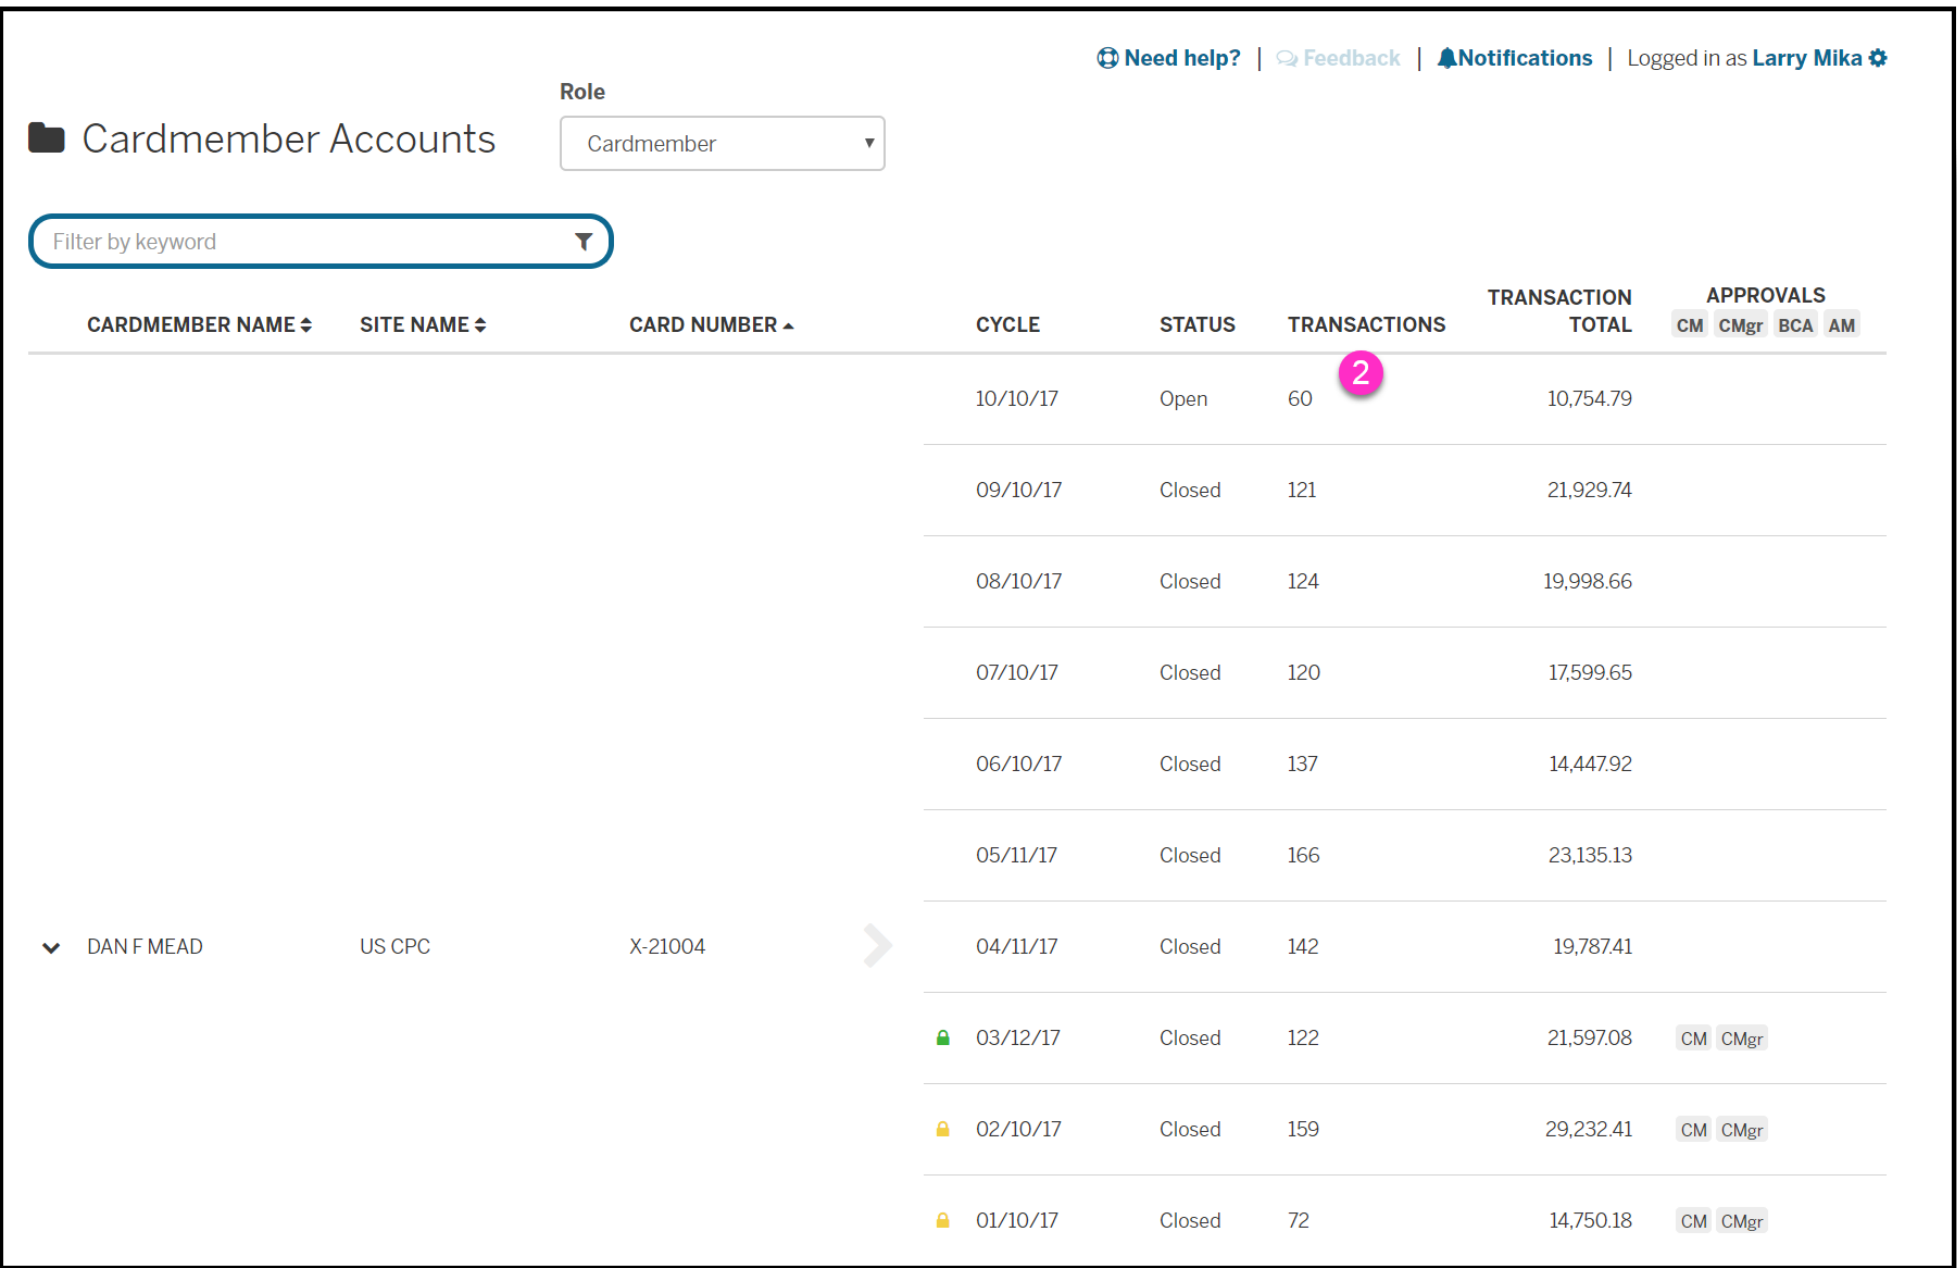 Need help? | Feedback | Notifications | Logged in as Larry Mika
Role
Cardmember Accounts
Cardmember
Filter by keyword
CARDMEMBER NAME SITE NAME CARD NUMBER CYCLE STATUS TRANSACTIONS TRANSACTION TOTAL APPROVALS
CM CMgr BCA AM
2
10/10/17 Open 60 10,754.79
09/10/17 Closed 121 21,929.74
08/10/17 Closed 124 19,998.66
07/10/17 Closed 120 17,599.65
06/10/17 Closed 137 14,447.92
05/11/17 Closed 166 23,135.13
DAN F MEAD US CPC X-21004 04/11/17 Closed 142 19,787.41
03/12/17 Closed 122 21,597.08 CM CMgr
02/10/17 Closed 159 29,232.41 CM CMgr
01/10/17 Closed 72 14,750.18 CM CMgr